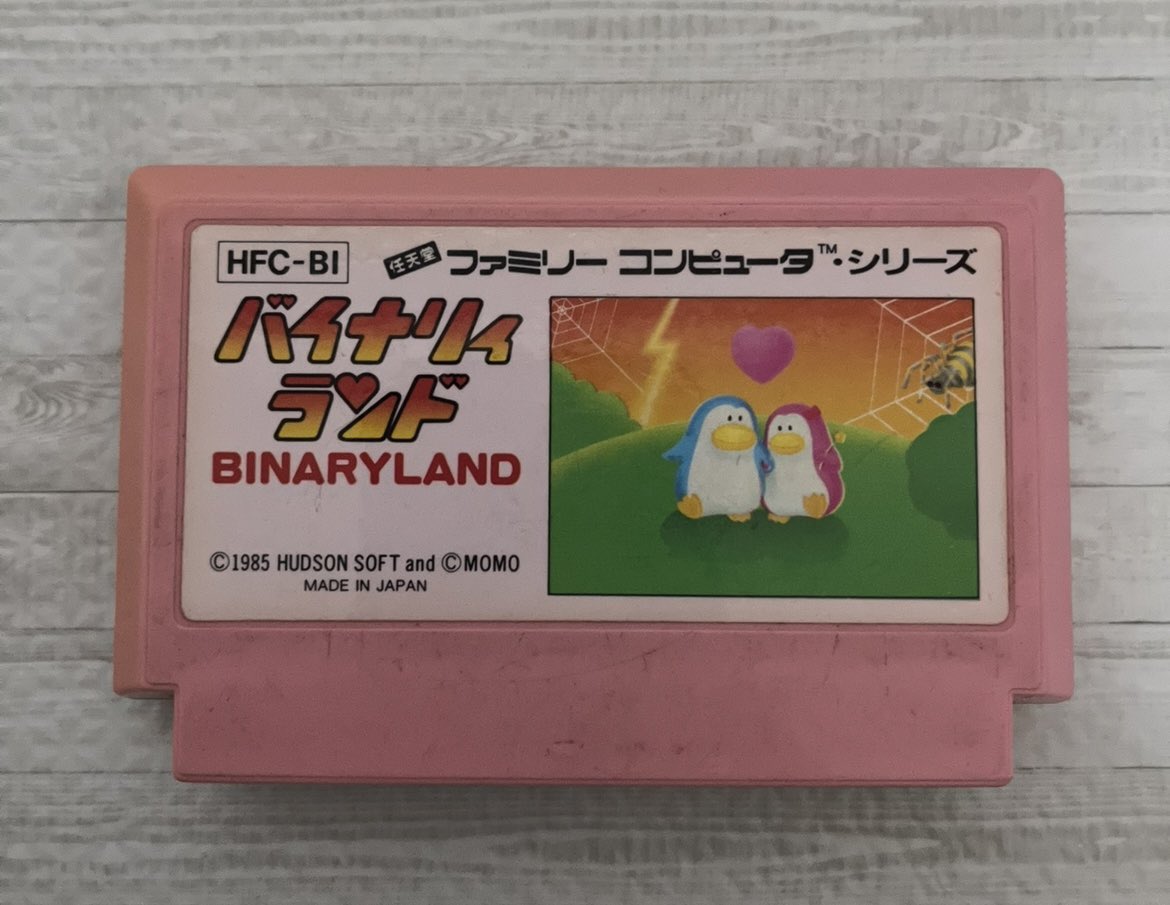 HFC-BI
任天堂 ファミリー コンピュータ™・シリーズ
バイナリィ
ランド
BINARYLAND
©1985 HUDSON SOFT and ©MOMO
MADE IN JAPAN